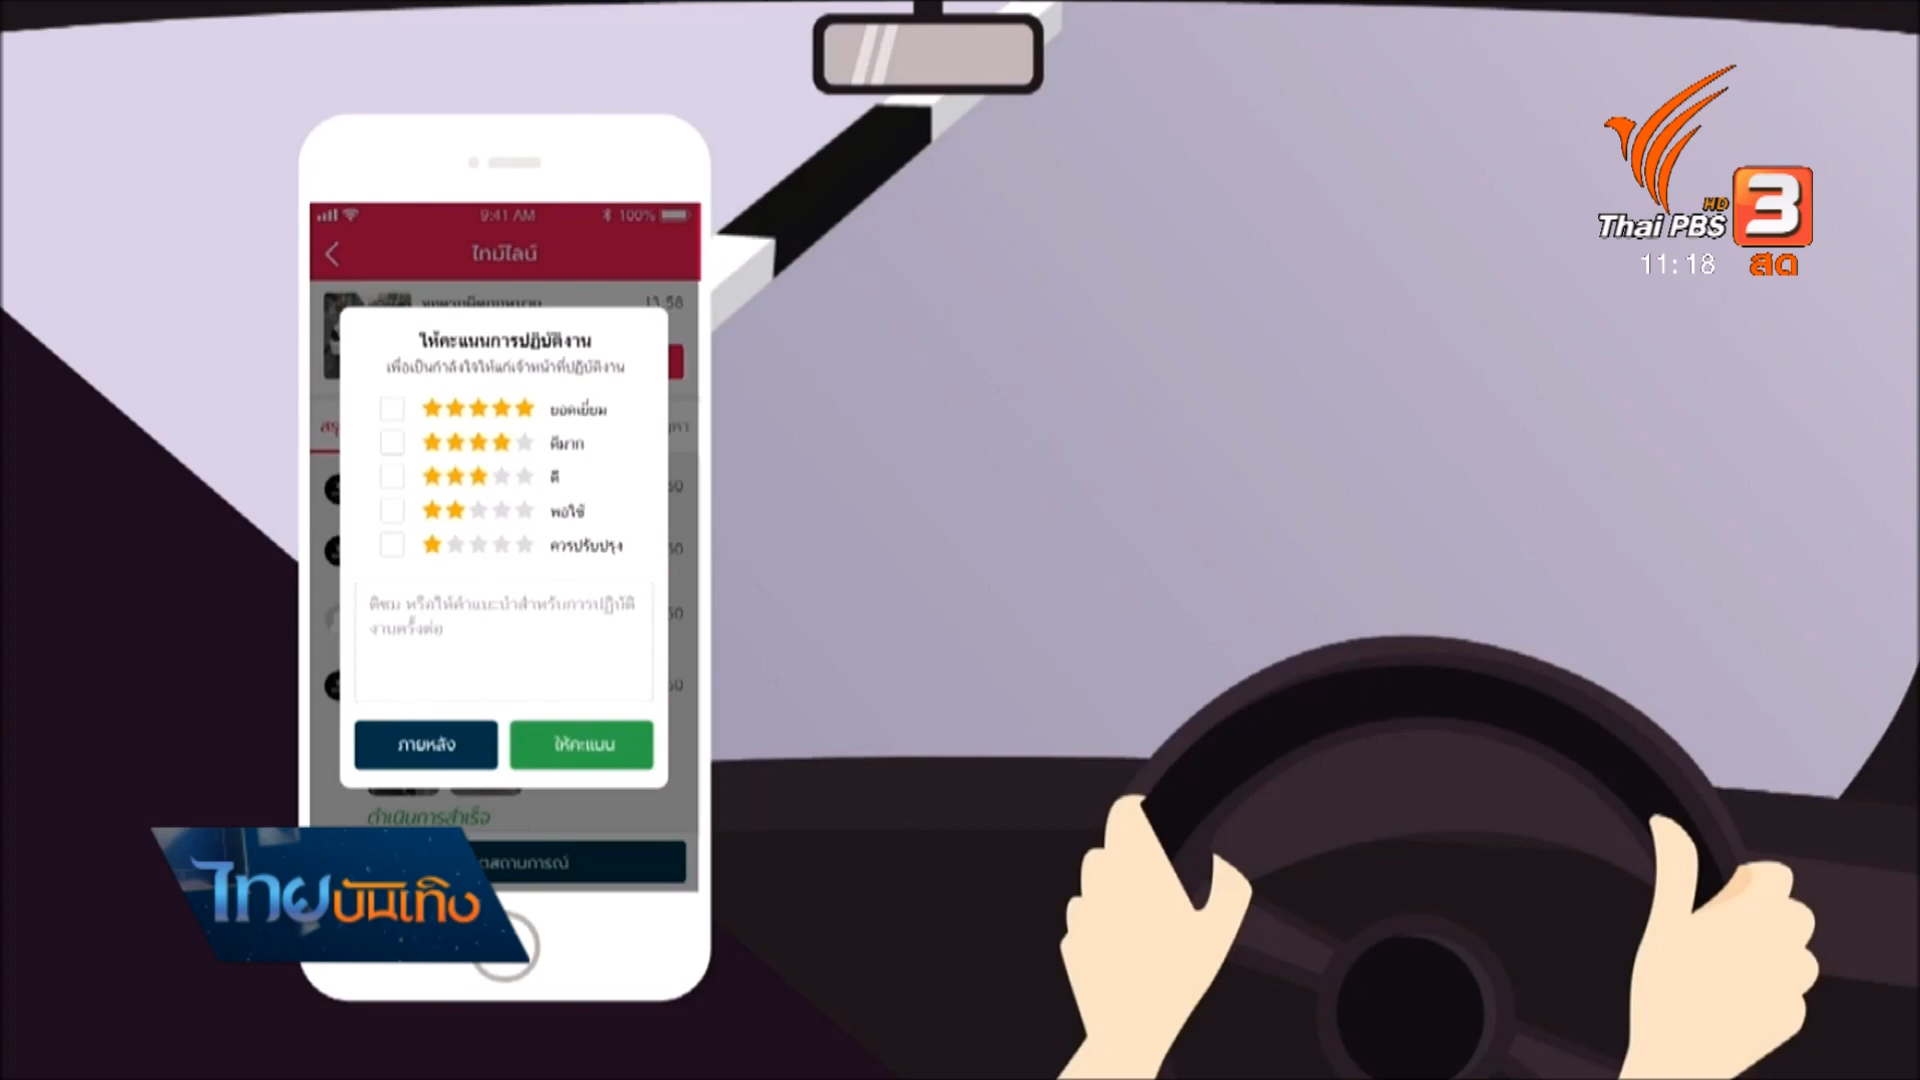 9:41 AM
100%
ไทม์ไลน์
13:58
ให้คะแนนการปฏิบัติงาน
เพื่อเป็นกำลังใจให้แก่เจ้าหน้าที่ปฏิบัติงาน
ยอดเยี่ยม
ดีมาก
ดี
พอใช้
ควรปรับปรุง
ติชม หรือให้คำแนะนำสำหรับการปฏิบัติ
งานครั้งต่อ
ภายหลัง
ให้คะแนน
ดำเนินการสำเร็จ
ไทยบันเทิง
Thai PBS
HD
3
11:18
สด